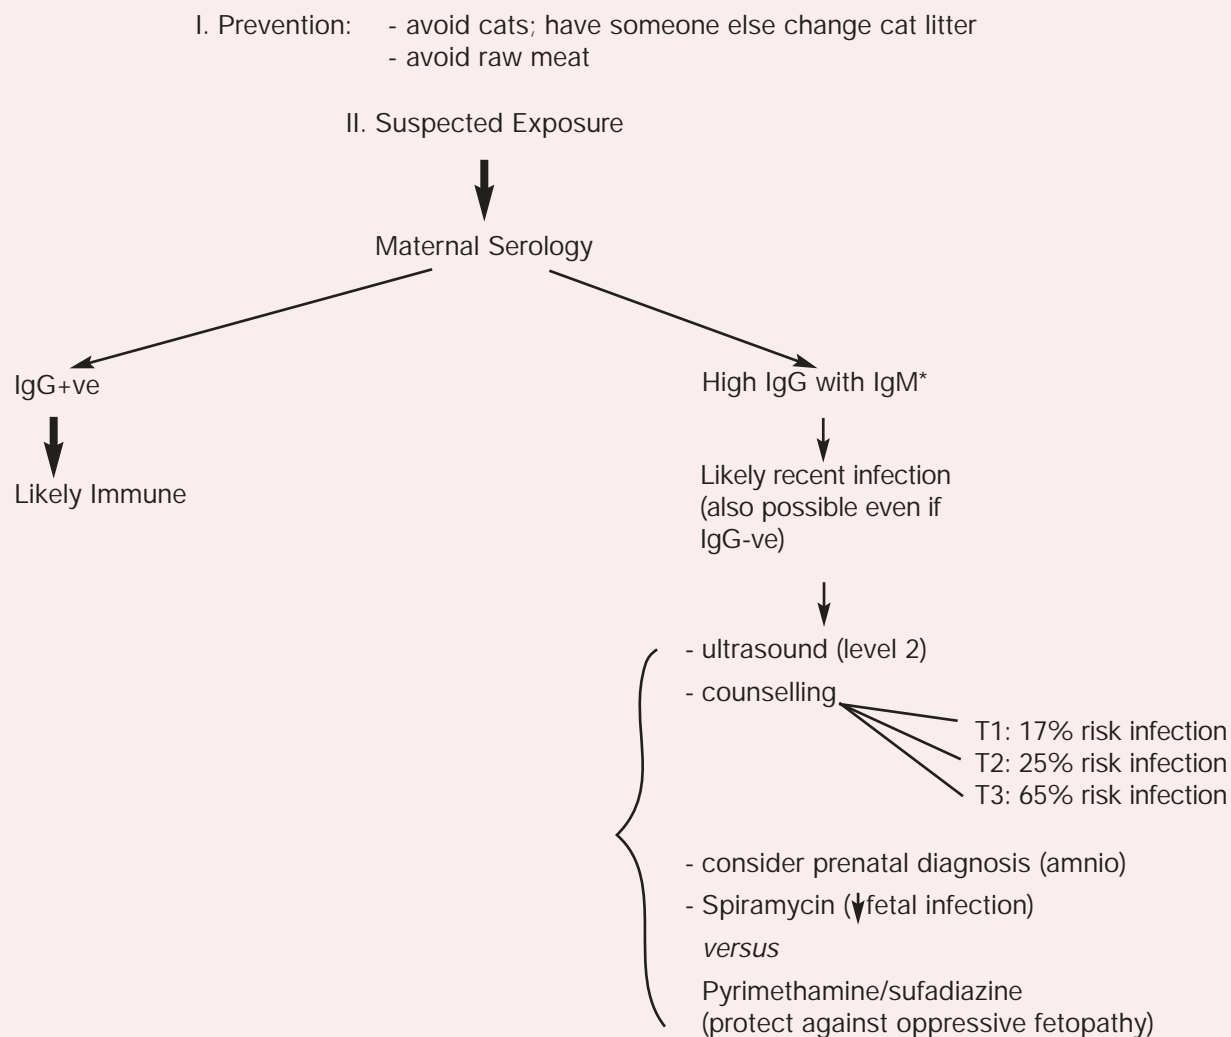 I. Prevention: - avoid cats; have someone else change cat litter
- avoid raw meat
II. Suspected Exposure
Maternal Serology
IgG+ve
High IgG with IgM*
Likely Immune
Likely recent infection
(also possible even if
IgG-ve)
- ultrasound (level 2)
- counselling
T1: 17% risk infection
T2: 25% risk infection
T3: 65% risk infection
- consider prenatal diagnosis (amnio)
- Spiramycin (↓fetal infection)
versus
Pyrimethamine/sufadiazine
(protect against oppressive fetopathy)